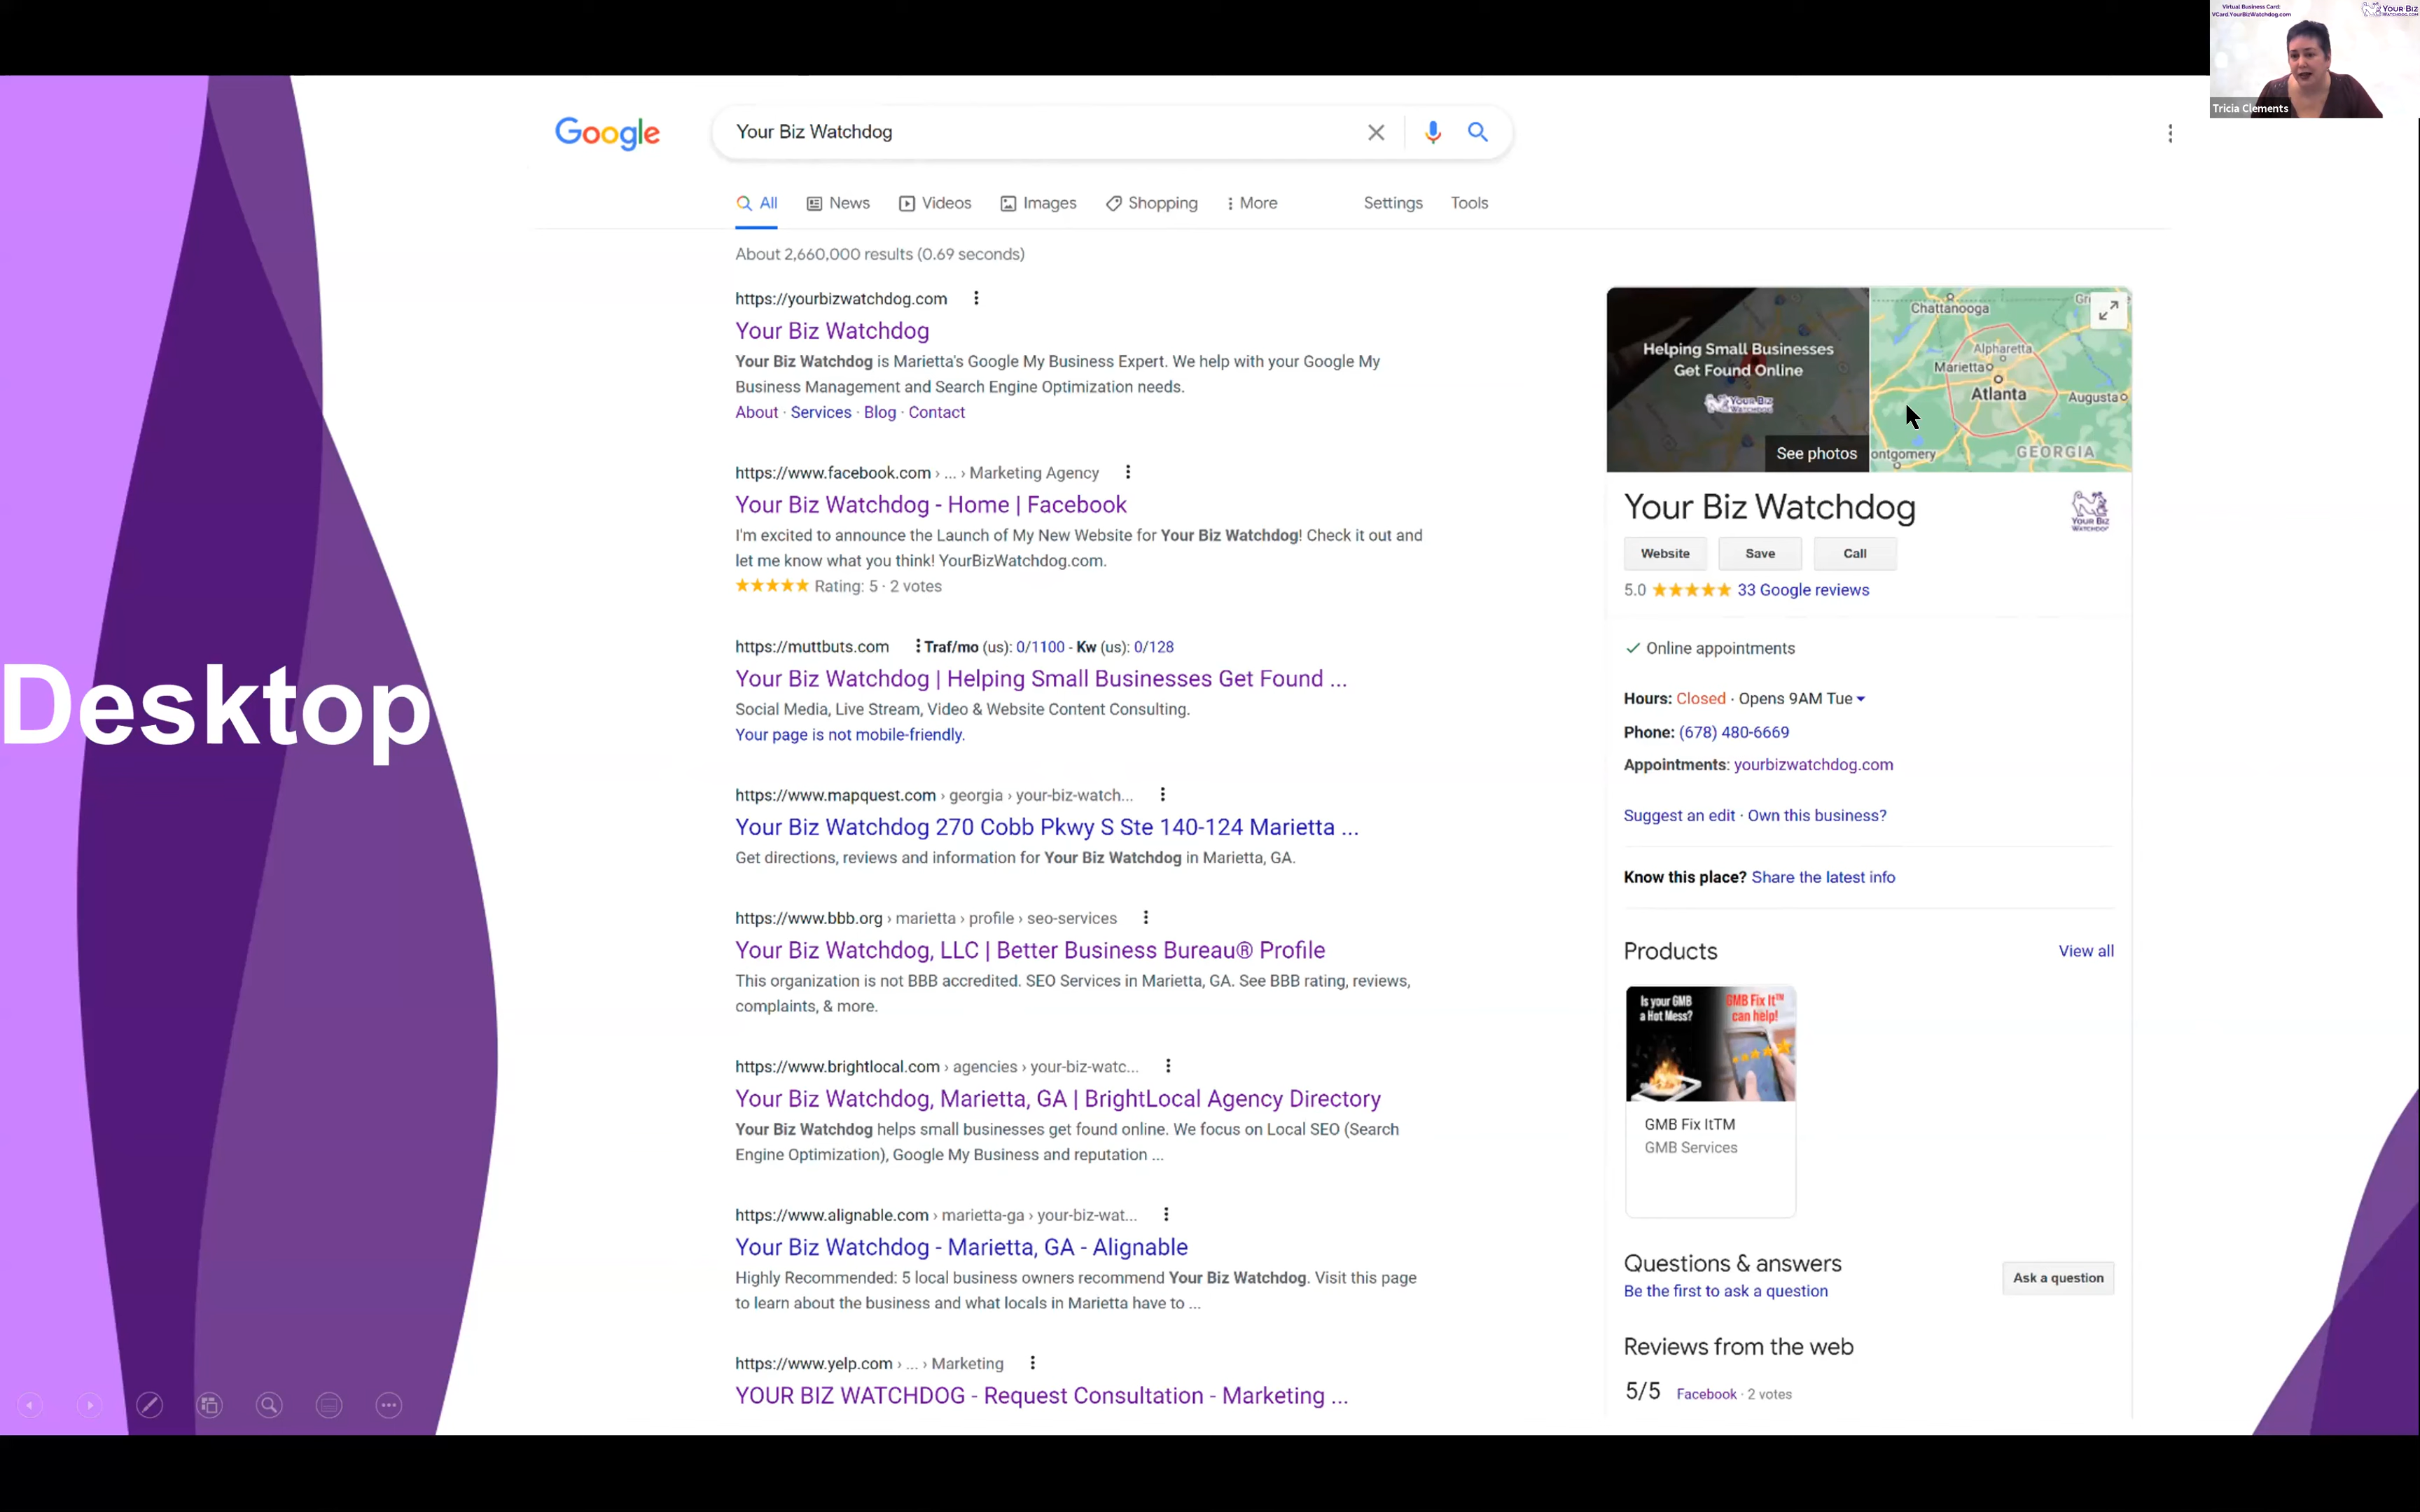 Virtual Business Card:
VCard.YourBizWatchdog.com
YOUR BIZ
WATCHDOG.COM
Tricia Clements
Desktop
Google
Your Biz Watchdog
All
News
Videos
Images
Shopping
More
Settings
Tools
About 2,660,000 results (0.69 seconds)
https://yourbizwatchdog.com
Your Biz Watchdog
Your Biz Watchdog is Marietta's Google My Business Expert. We help with your Google My
Business Management and Search Engine Optimization needs.
About · Services · Blog · Contact
https://www.facebook.com › ... › Marketing Agency
Your Biz Watchdog - Home | Facebook
I'm excited to announce the Launch of My New Website for Your Biz Watchdog! Check it out and
let me know what you think! YourBizWatchdog.com.
Rating: 5 · 2 votes
https://muttbuts.com Traf/mo (us): 0/1100 - Kw (us): 0/128
Your Biz Watchdog | Helping Small Businesses Get Found ...
Social Media, Live Stream, Video & Website Content Consulting.
Your page is not mobile-friendly.
https://www.mapquest.com › georgia › your-biz-watch...
Your Biz Watchdog 270 Cobb Pkwy S Ste 140-124 Marietta ...
Get directions, reviews and information for Your Biz Watchdog in Marietta, GA.
https://www.bbb.org › marietta › profile › seo-services
Your Biz Watchdog, LLC | Better Business Bureau® Profile
This organization is not BBB accredited. SEO Services in Marietta, GA. See BBB rating, reviews,
complaints, & more.
https://www.brightlocal.com › agencies › your-biz-watc...
Your Biz Watchdog, Marietta, GA | BrightLocal Agency Directory
Your Biz Watchdog helps small businesses get found online. We focus on Local SEO (Search
Engine Optimization), Google My Business and reputation ...
https://www.alignable.com › marietta-ga › your-biz-wat...
Your Biz Watchdog - Marietta, GA - Alignable
Highly Recommended: 5 local business owners recommend Your Biz Watchdog. Visit this page
to learn about the business and what locals in Marietta have to ...
https://www.yelp.com › ... › Marketing
YOUR BIZ WATCHDOG - Request Consultation - Marketing ...
Helping Small Businesses
Get Found Online
YOUR BIZ
WATCHDOG
See photos
Chattanooga
Gr
Alpharetta
Marietta
Atlanta
Augusta
ontgomery
GEORGIA
Your Biz Watchdog
YOUR BIZ
WATCHDOG
Website
Save
Call
5.0 33 Google reviews
Online appointments
Hours: Closed · Opens 9AM Tue
Phone: (678) 480-6669
Appointments: yourbizwatchdog.com
Suggest an edit · Own this business?
Know this place? Share the latest info
Products
View all
Is your GMB
a Hot Mess?
GMB Fix It™
can help!
GMB Fix ItTM
GMB Services
Questions & answers
Be the first to ask a question
Ask a question
Reviews from the web
5/5 Facebook · 2 votes